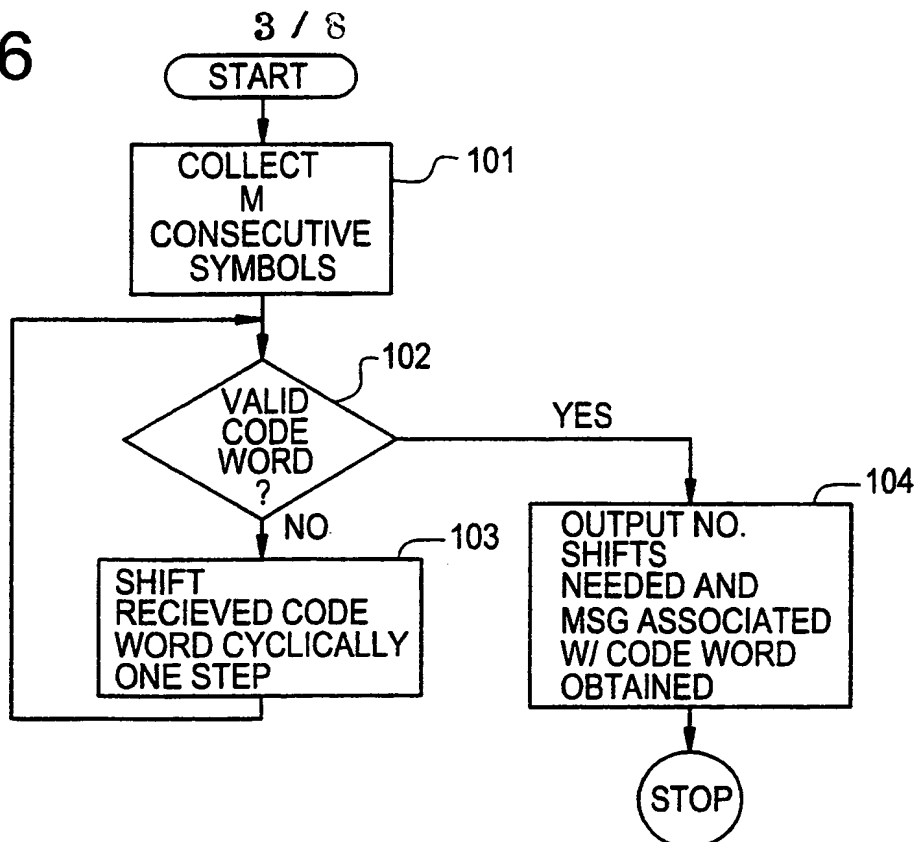 6
3 / 8
START
COLLECT
M
CONSECUTIVE
SYMBOLS
101
VALID
CODE
WORD
?
102
YES
NO
SHIFT
RECIEVED CODE
WORD CYCLICALLY
ONE STEP
103
OUTPUT NO.
SHIFTS
NEEDED AND
MSG ASSOCIATED
W/ CODE WORD
OBTAINED
104
STOP